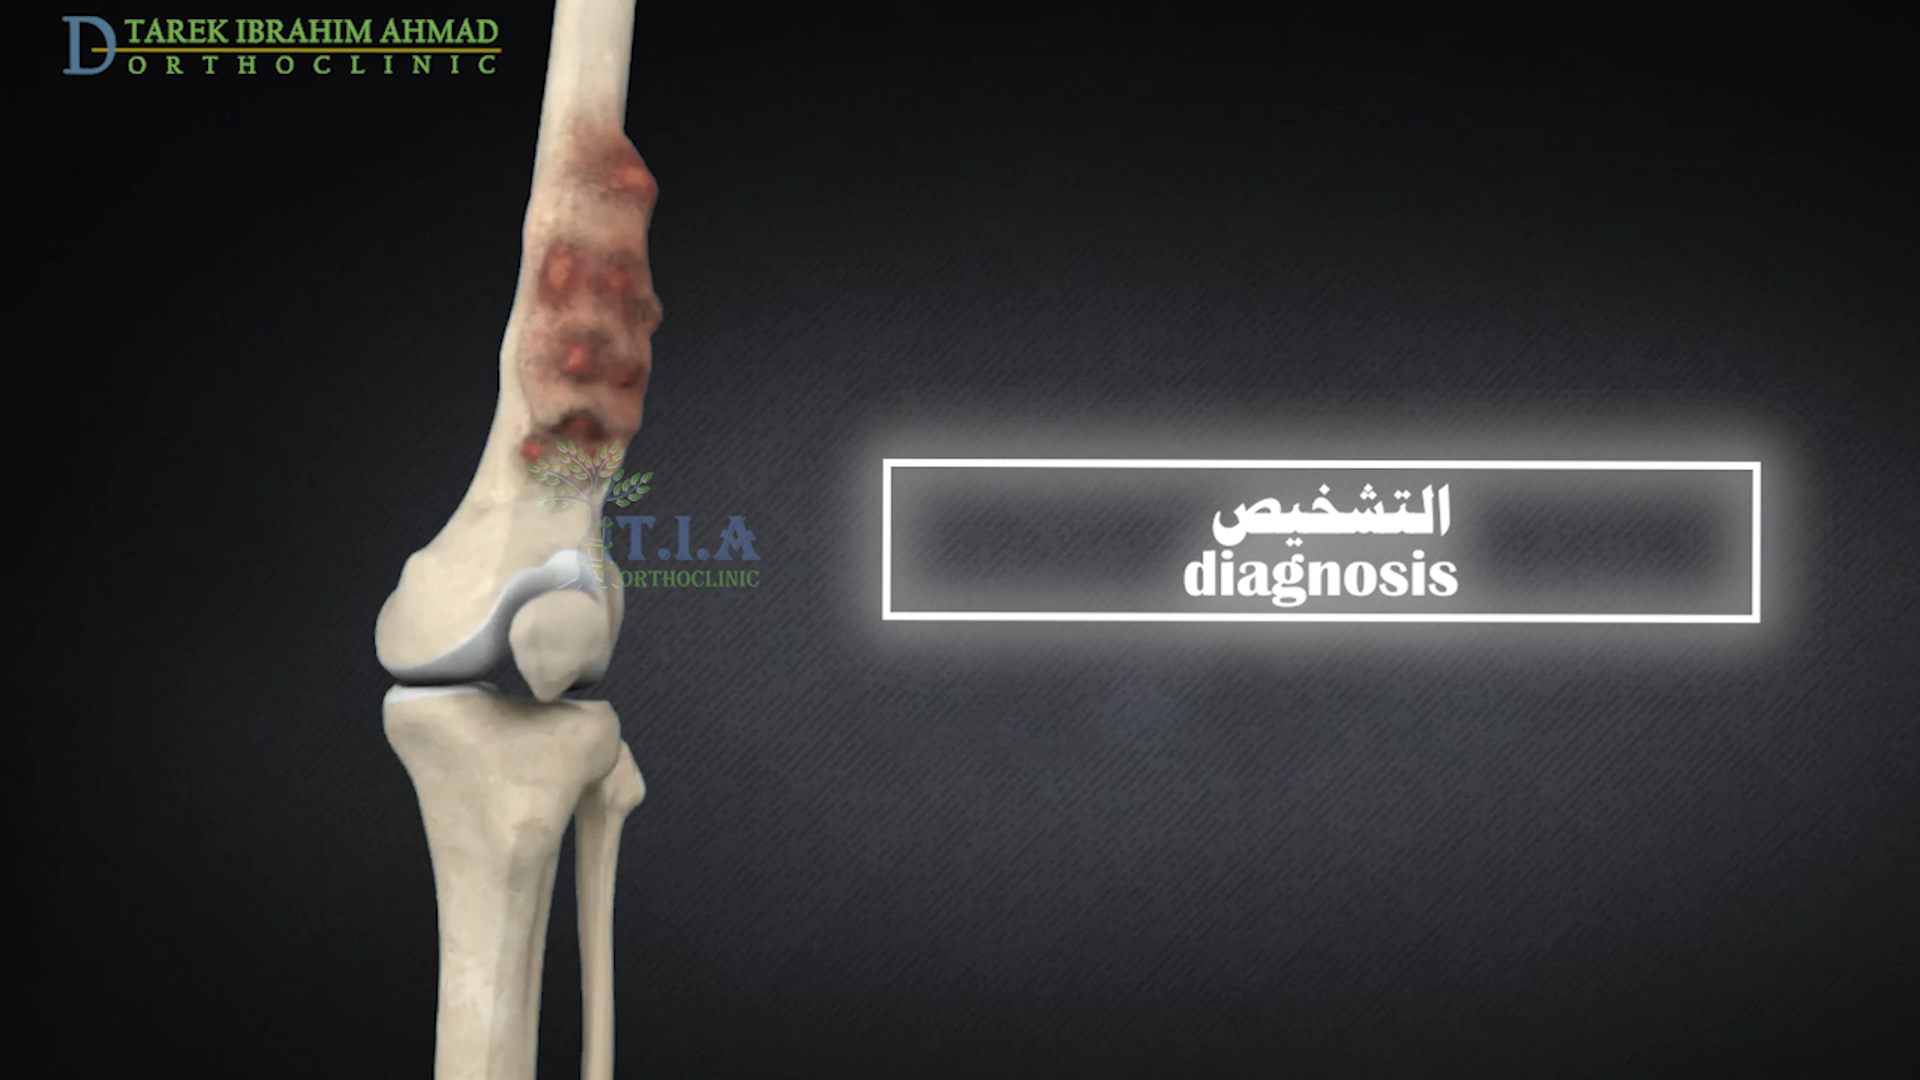 D TAREK IBRAHIM AHMAD
ORTHOCLINIC
التشخيص
diagnosis
T.I.A
ORTHOCLINIC